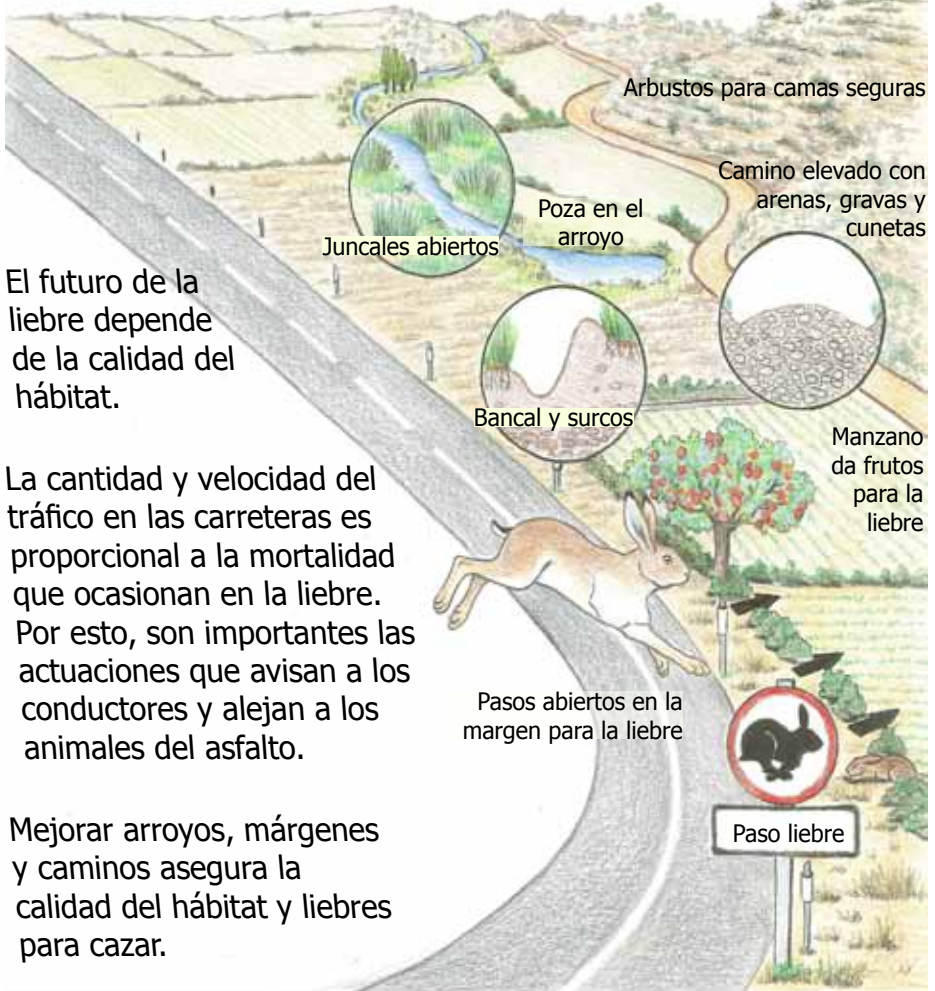 Arbustos para camas seguras
Camino elevado con
arenas, gravas y
cunetas
Poza en el
arroyo
Juncales abiertos
El futuro de la
liebre depende
de la calidad del
hábitat.
Bancal y surcos
Manzano
da frutos
para la
liebre
La cantidad y velocidad del
tráfico en las carreteras es
proporcional a la mortalidad
que ocasionan en la liebre.
Por esto, son importantes las
actuaciones que avisan a los
conductores y alejan a los
animales del asfalto.
Pasos abiertos en la
margen para la liebre
Paso liebre
Mejorar arroyos, márgenes
y caminos asegura la
calidad del hábitat y liebres
para cazar.